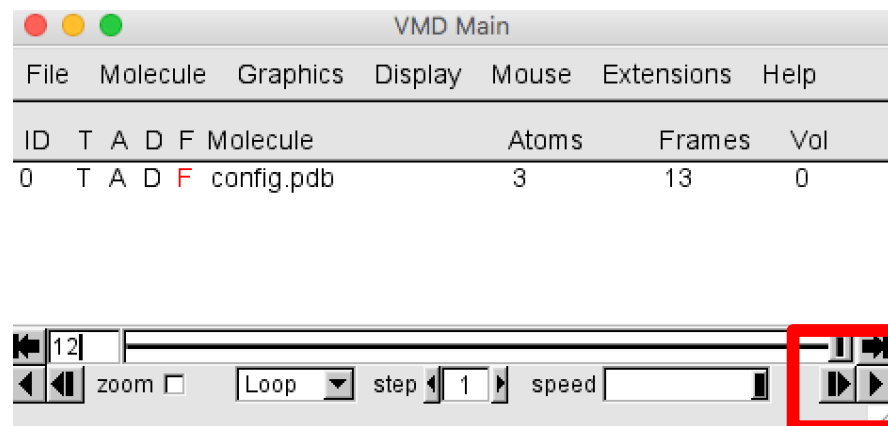 VMD Main
File Molecule Graphics Display Mouse Extensions Help
ID T A D F Molecule Atoms Frames Vol
0 T A D F config.pdb 3 13 0
12
zoom Loop step 1 speed